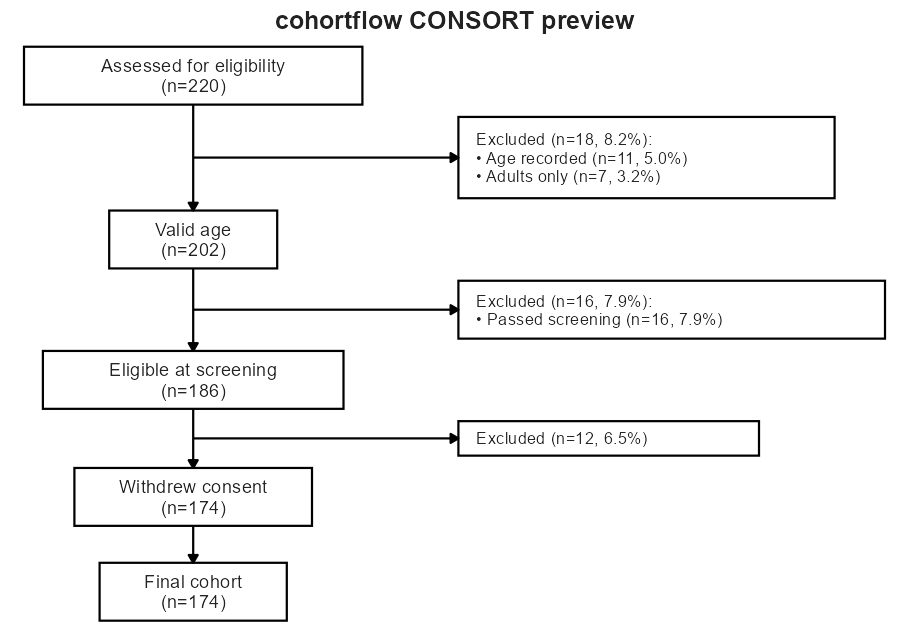 cohortflow CONSORT preview
Assessed for eligibility
(n=220)
Excluded (n=18, 8.2%):
• Age recorded (n=11, 5.0%)
• Adults only (n=7, 3.2%)
Valid age
(n=202)
Excluded (n=16, 7.9%):
• Passed screening (n=16, 7.9%)
Eligible at screening
(n=186)
Excluded (n=12, 6.5%)
Withdrew consent
(n=174)
Final cohort
(n=174)